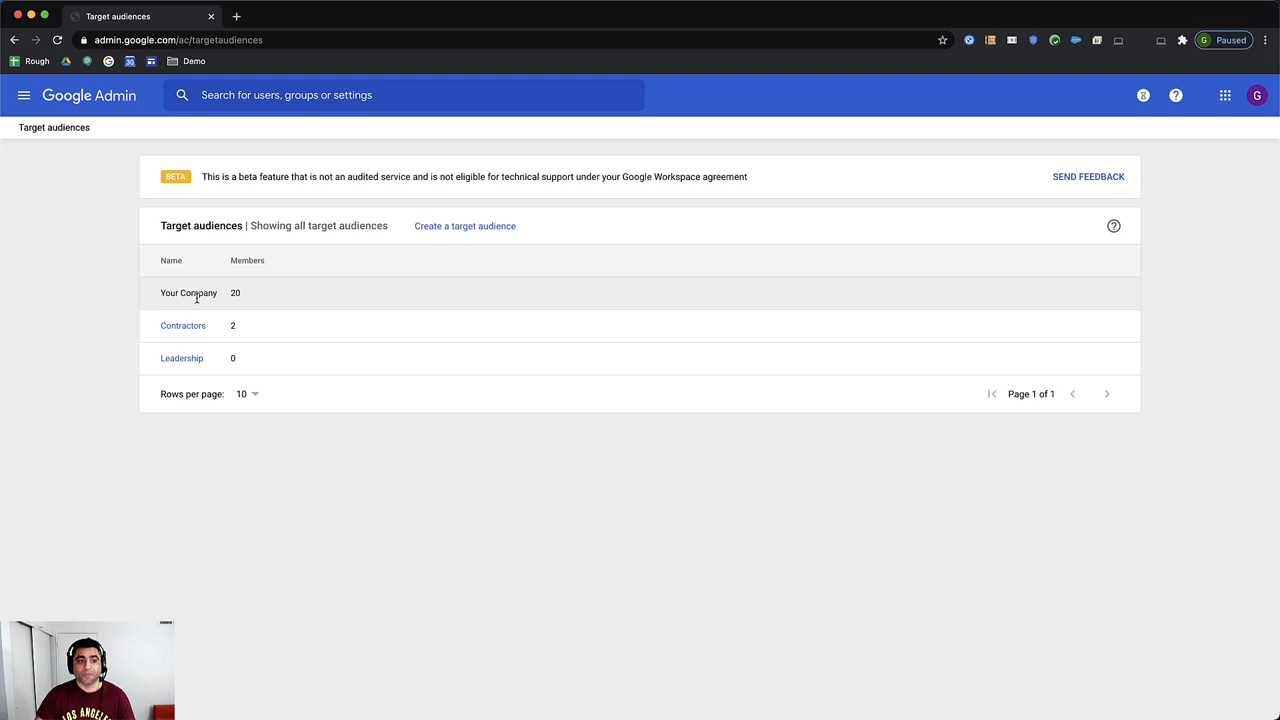 Target audiences
admin.google.com/ac/targetaudiences
G Paused
Rough
Demo
Google Admin
Search for users, groups or settings
G
Target audiences
BETA This is a beta feature that is not an audited service and is not eligible for technical support under your Google Workspace agreement SEND FEEDBACK
Target audiences | Showing all target audiences Create a target audience
Name Members
Your Company 20
Contractors 2
Leadership 0
Rows per page: 10 Page 1 of 1
LOS ANGELES